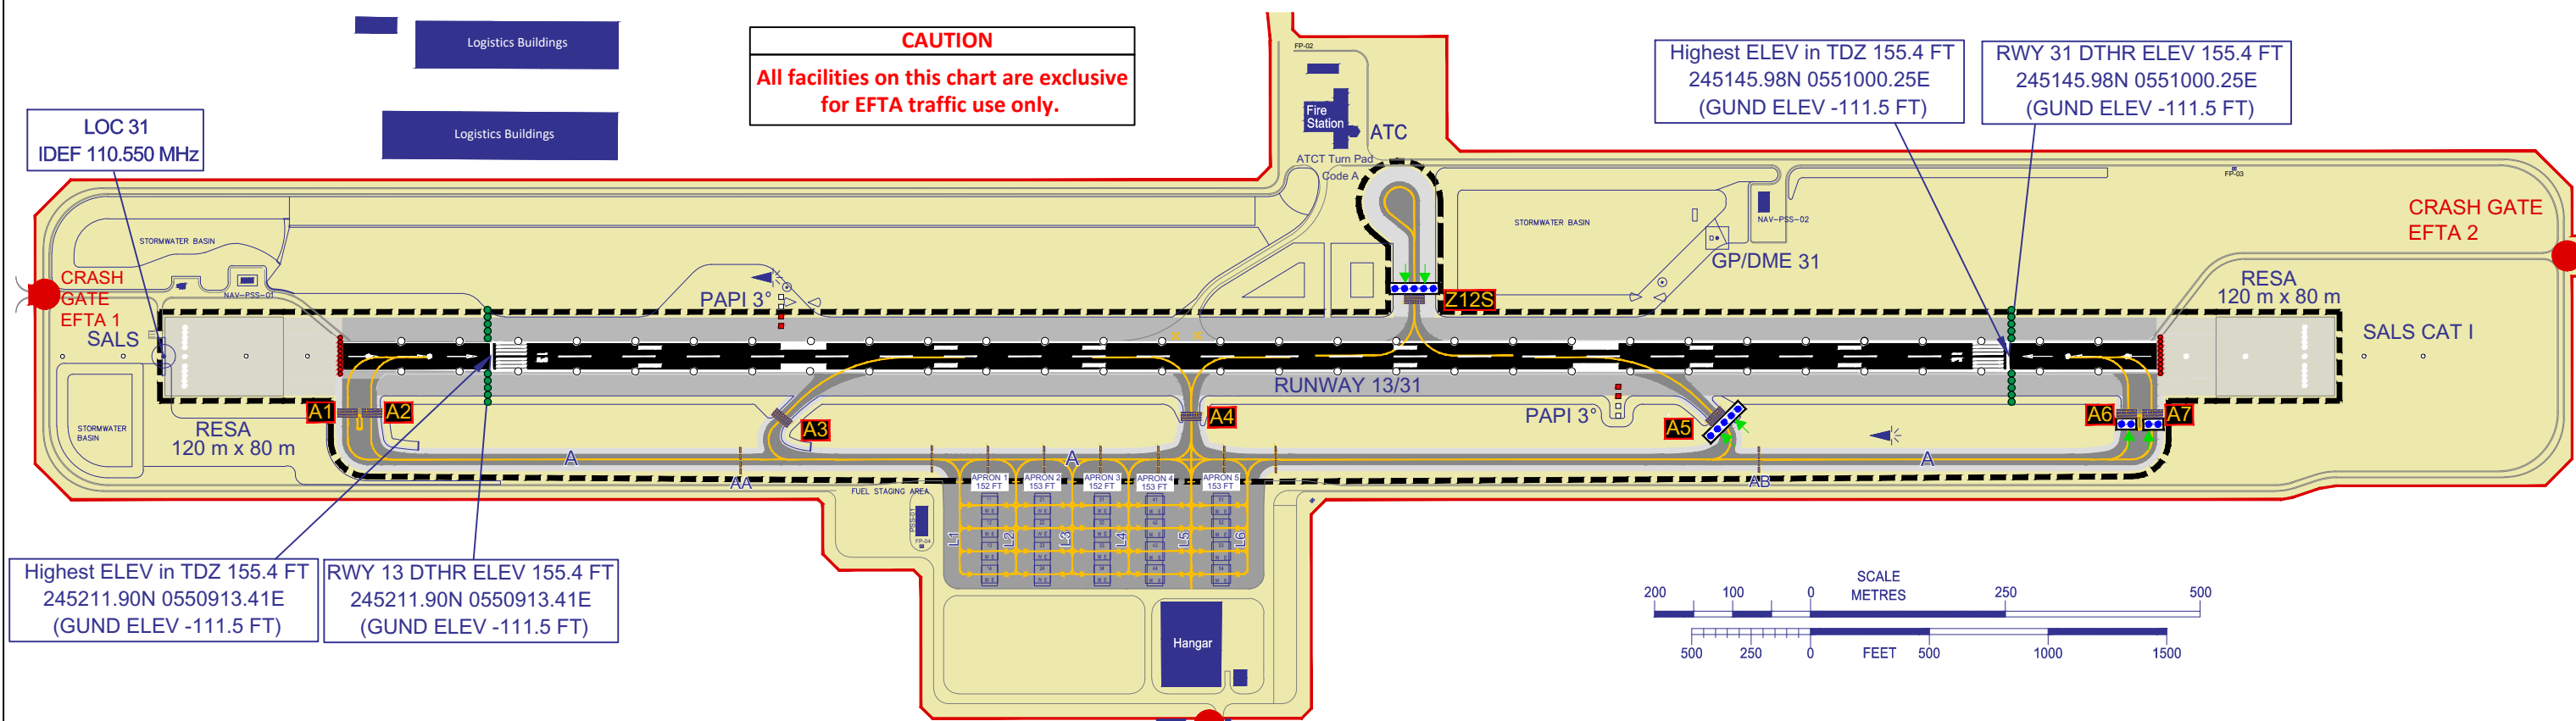 Logistics Buildings
Logistics Buildings
CAUTION
All facilities on this chart are exclusive
for EFTA traffic use only.
LOC 31
IDEF 110.550 MHz
FP-02
Fire
Station
ATC
ATCT Turn Pad
Code A
Highest ELEV in TDZ 155.4 FT
245145.98N 0551000.25E
(GUND ELEV -111.5 FT)
RWY 31 DTHR ELEV 155.4 FT
245145.98N 0551000.25E
(GUND ELEV -111.5 FT)
FP-03
CRASH GATE
EFTA 2
STORMWATER BASIN
STORMWATER BASIN
NAV-PSS-02
GP/DME 31
CRASH
GATE
EFTA 1
NAV-PSS-01
SALS
PAPI 3°
Z12S
RESA
120 m x 80 m
SALS CAT I
RUNWAY 13/31
A1
A2
A3
A4
PAPI 3°
A5
A6
A7
STORMWATER
BASIN
RESA
120 m x 80 m
A
A
A
AA
AB
FUEL STAGING AREA
APRON 1
152 FT
APRON 2
153 FT
APRON 3
152 FT
APRON 4
153 FT
APRON 5
153 FT
PSS-01
FP-04
L1
L2
L3
L4
L5
L6
Highest ELEV in TDZ 155.4 FT
245211.90N 0550913.41E
(GUND ELEV -111.5 FT)
RWY 13 DTHR ELEV 155.4 FT
245211.90N 0550913.41E
(GUND ELEV -111.5 FT)
Hangar
SCALE
METRES
200 100 0 250 500
500 250 0 FEET 500 1000 1500